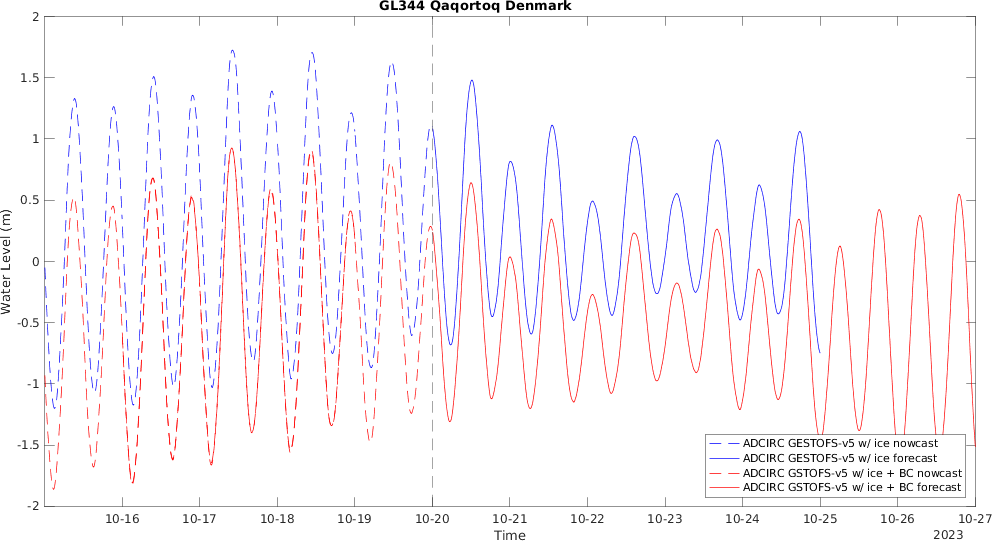 GL344 Qaqortoq Denmark
Water Level (m)
2
1.5
1
0.5
0
-0.5
-1
-1.5
-2
ADCIRC GESTOFS-v5 w/ ice nowcast
ADCIRC GESTOFS-v5 w/ ice forecast
ADCIRC GSTOFS-v5 w/ ice + BC nowcast
ADCIRC GSTOFS-v5 w/ ice + BC forecast
10-16 10-17 10-18 10-19 10-20 10-21 10-22 10-23 10-24 10-25 10-26 10-27
Time
2023